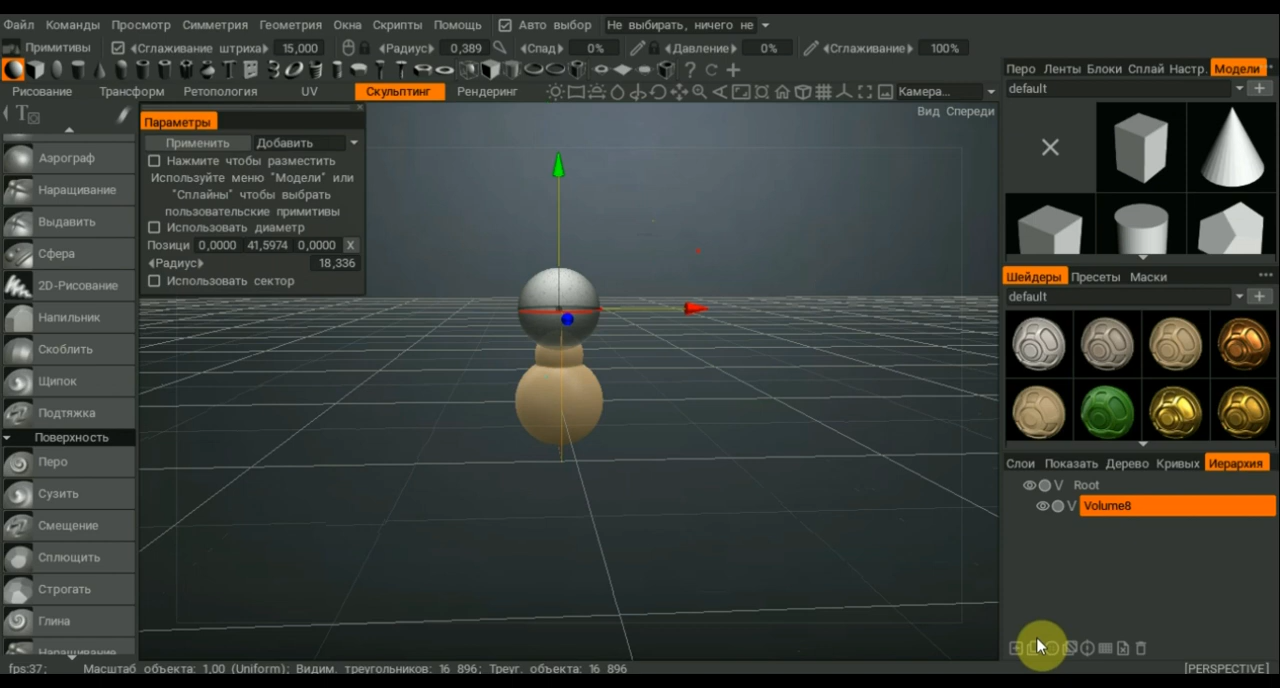 Файл Команды Просмотр Симметрия Геометрия Окна Скрипты Помощь Авто выбор Не выбирать, ничего не
Примитивы Сглаживание штриха 15,000 Радиус 0,389 Спад 0% Давление 0% Сглаживание 100%
Рисование Трансформ Ретопология UV Скульптинг Рендеринг Камера...
Перо Ленты Блоки Сплай Настр. Модели
default
Вид Спереди
Параметры
Применить Добавить
Нажмите чтобы разместить
Используйте меню "Модели" или
"Сплайны" чтобы выбрать
пользовательские примитивы
Использовать диаметр
Позици 0,0000 41,5974 0,0000 X
Радиус 18,336
Использовать сектор
Аэрограф
Наращивание
Выдавить
Сфера
2D-Рисование
Напильник
Скоблить
Щипок
Подтяжка
Поверхность
Перо
Сузить
Смещение
Сплющить
Строгать
Глина
Наращивание
Шейдеры Пресеты Маски
default
Слои Показать Дерево Кривых Иерархия
V Root
V Volume8
fps:37; Масштаб объекта: 1,00 (Uniform); Видим. треугольников: 16 896; Треуг. объекта: 16 896
[PERSPECTIVE]